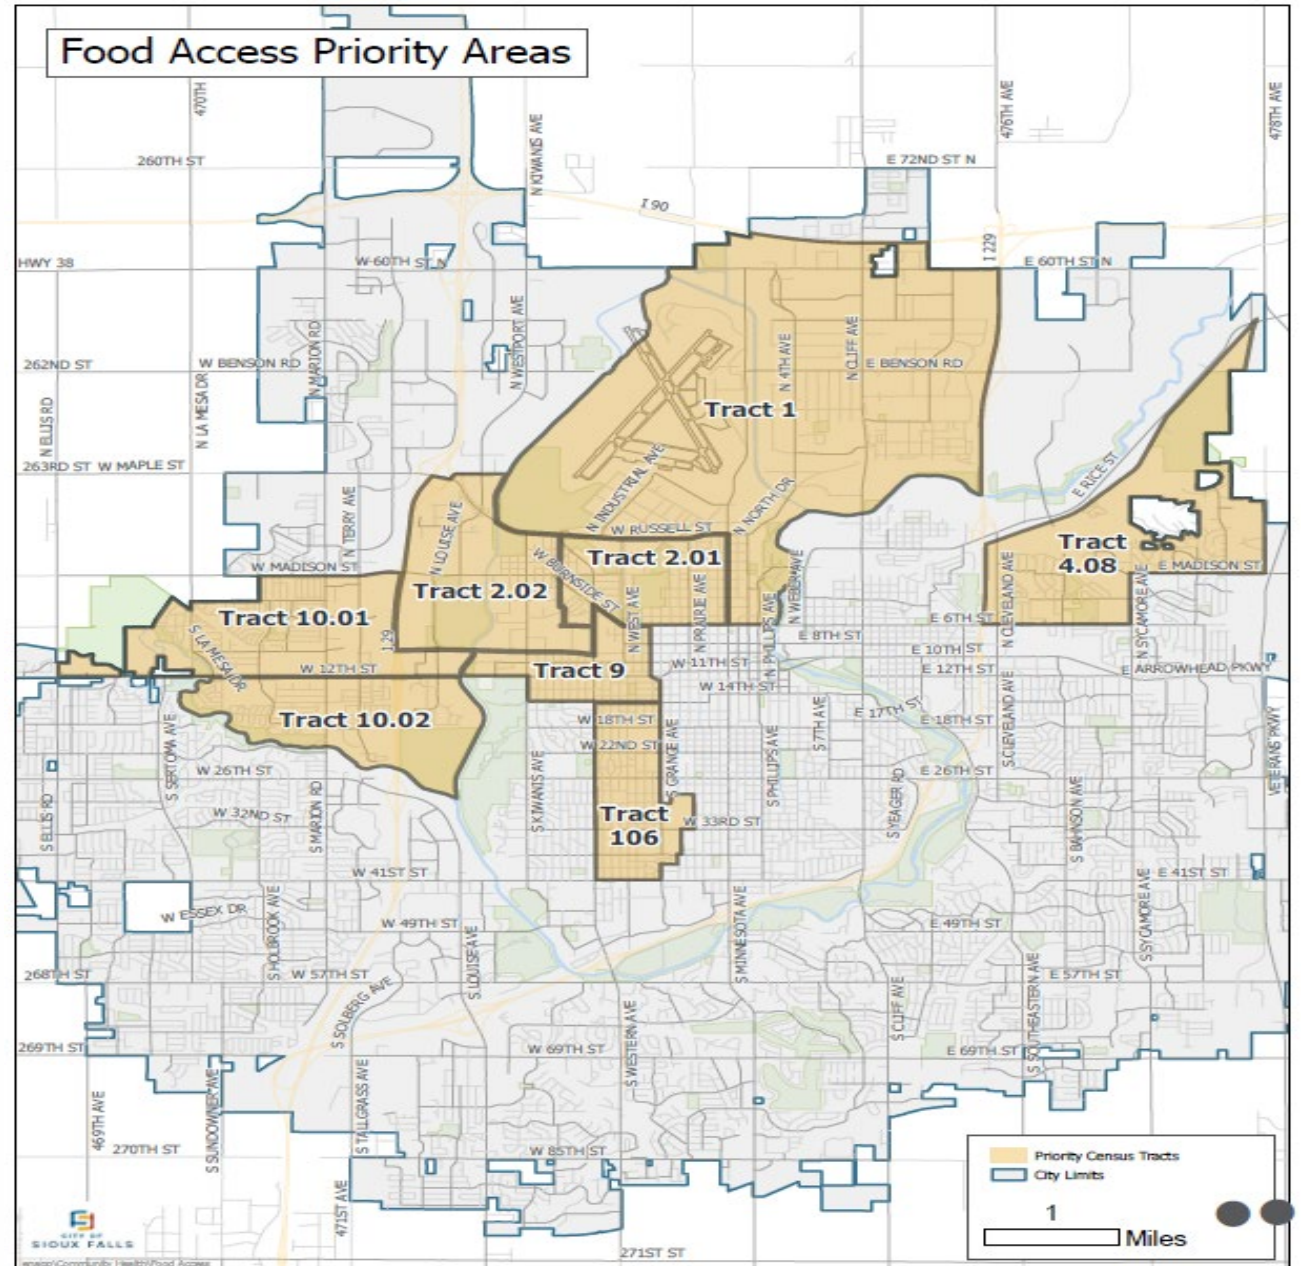 Food Access Priority Areas
470TH
N KIWANIS AVE
476TH AVE
478TH AVE
260TH ST
E 72ND ST N
I 90
I 229
HWY 38
W 60TH ST N
E 60TH ST N
N MARION RD
N WESTPORT AVE
N 4TH AVE
N CLIFF AVE
262ND ST
W BENSON RD
E BENSON RD
N ELLIS RD
N LA MESA DR
Tract 1
263RD ST W MAPLE ST
N INDUSTRIAL AVE
E RICE ST
N TERRY AVE
N LOUISE AVE
W RUSSELL ST
N NORTH DR
W MADISON ST
W BURNSIDE ST
Tract 2.01
Tract 4.08
E MADISON ST
Tract 2.02
N WEBER AVE
N CLEVELAND AVE
N SYCAMORE AVE
Tract 10.01
N WEST AVE
N PRAIRIE AVE
N PHILLIPS AVE
E 6TH ST
S LA MESA DR
I 29
E 8TH ST
E 10TH ST
W 12TH ST
Tract 9
W 11TH ST
E 12TH ST
E ARROWHEAD PKWY
W 14TH ST
Tract 10.02
W 18TH ST
E 17TH ST
E 18TH ST
S SERTOMA AVE
W 22ND ST
S GRANGE AVE
S PHILLIPS AVE
S 7TH AVE
S CLEVELAND AVE
VETERANS PKWY
W 26TH ST
E 26TH ST
S ELLIS RD
W 32ND ST
S MARION RD
S KIWANIS AVE
Tract 106
W 33RD ST
S YEAGER RD
S BAHNSON AVE
W 41ST ST
E 41ST ST
W ESSEX DR
S HOLBROOK AVE
W 49TH ST
S LOUISE AVE
S MINNESOTA AVE
E 49TH ST
S SYCAMORE AVE
268TH ST
W 57TH ST
E 57TH ST
S SOLBERG AVE
S WESTERN AVE
S CLIFF AVE
S SOUTHEASTERN AVE
269TH ST
W 69TH ST
E 69TH ST
469TH AVE
S SUNDOWNER AVE
S TALLGRASS AVE
270TH ST
W 85TH ST
471ST AVE
271ST ST
Priority Census Tracts
City Limits
1
Miles
CITY OF
SIOUX FALLS